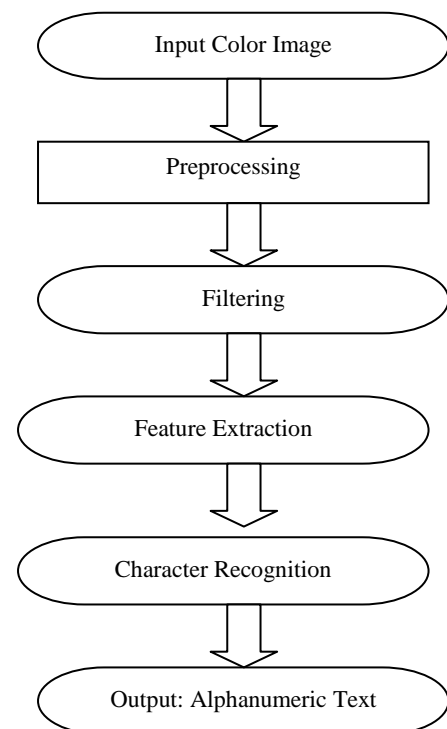 Input Color Image
Preprocessing
Filtering
Feature Extraction
Character Recognition
Output: Alphanumeric Text